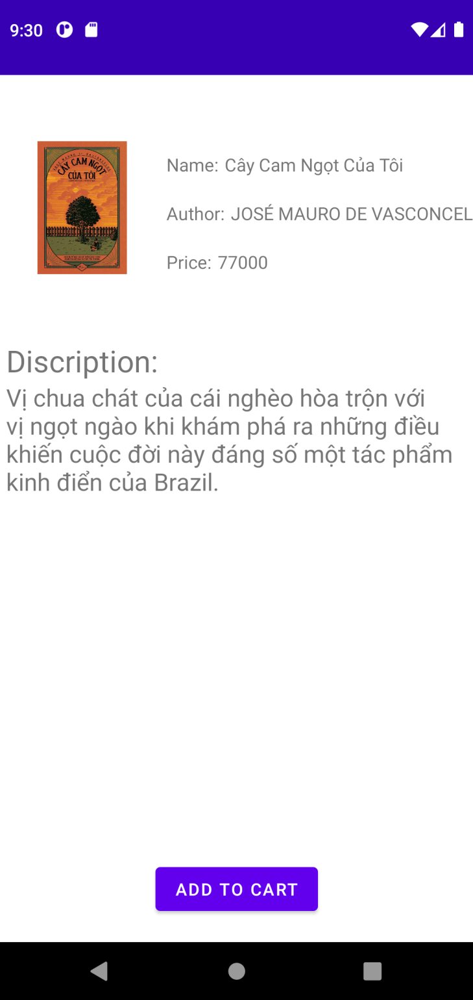 9:30
CÂY CAM NGỌT
CỦA TÔI
Name: Cây Cam Ngọt Của Tôi
Author: JOSÉ MAURO DE VASCONCEL
Price: 77000
Discription:
Vị chua chát của cái nghèo hòa trộn với
vị ngọt ngào khi khám phá ra những điều
khiến cuộc đời này đáng số một tác phẩm
kinh điển của Brazil.
ADD TO CART